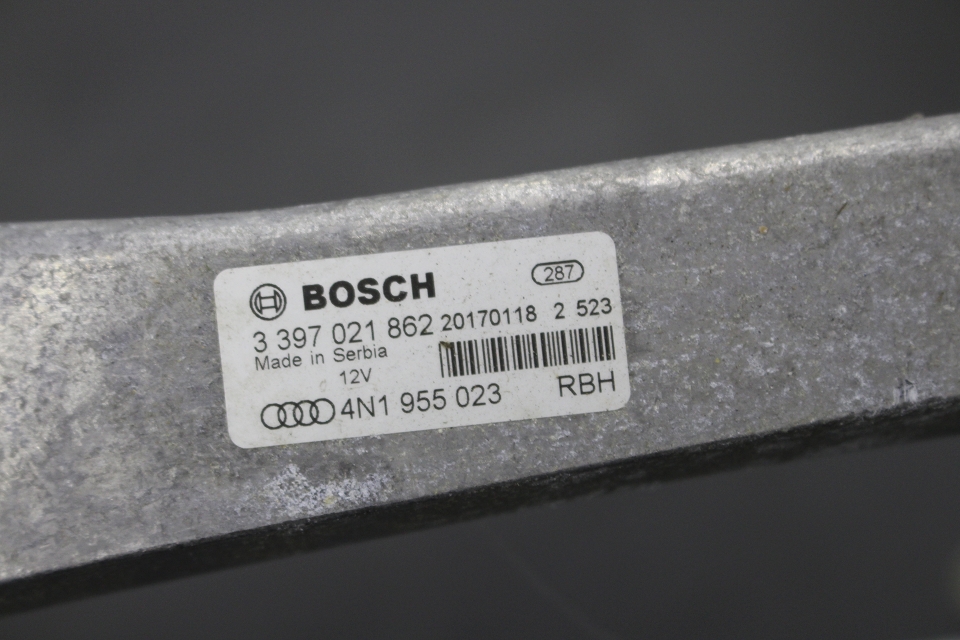 BOSCH 287
3 397 021 862 20170118 2 523
Made in Serbia
12V
4N1 955 023 RBH